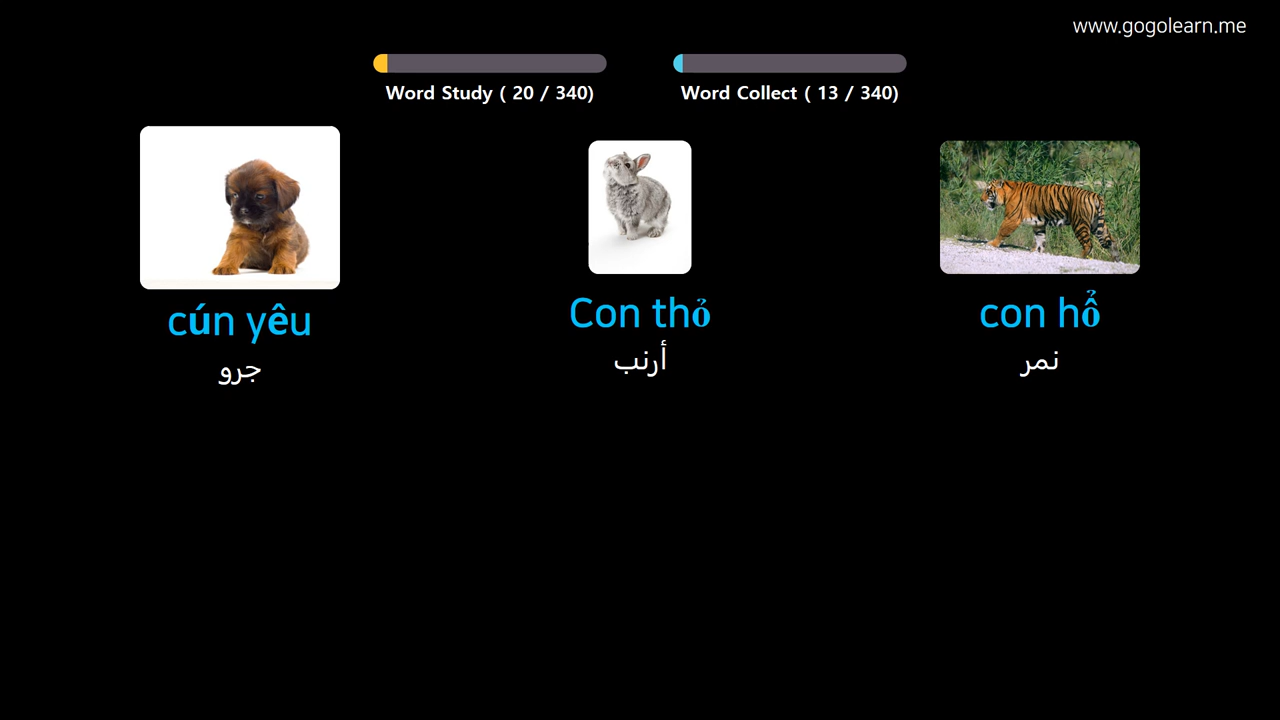 www.gogolearn.me
Word Study ( 20 / 340)
Word Collect ( 13 / 340)
cún yêu
جرو
Con thỏ
أرنب
con hổ
نمر